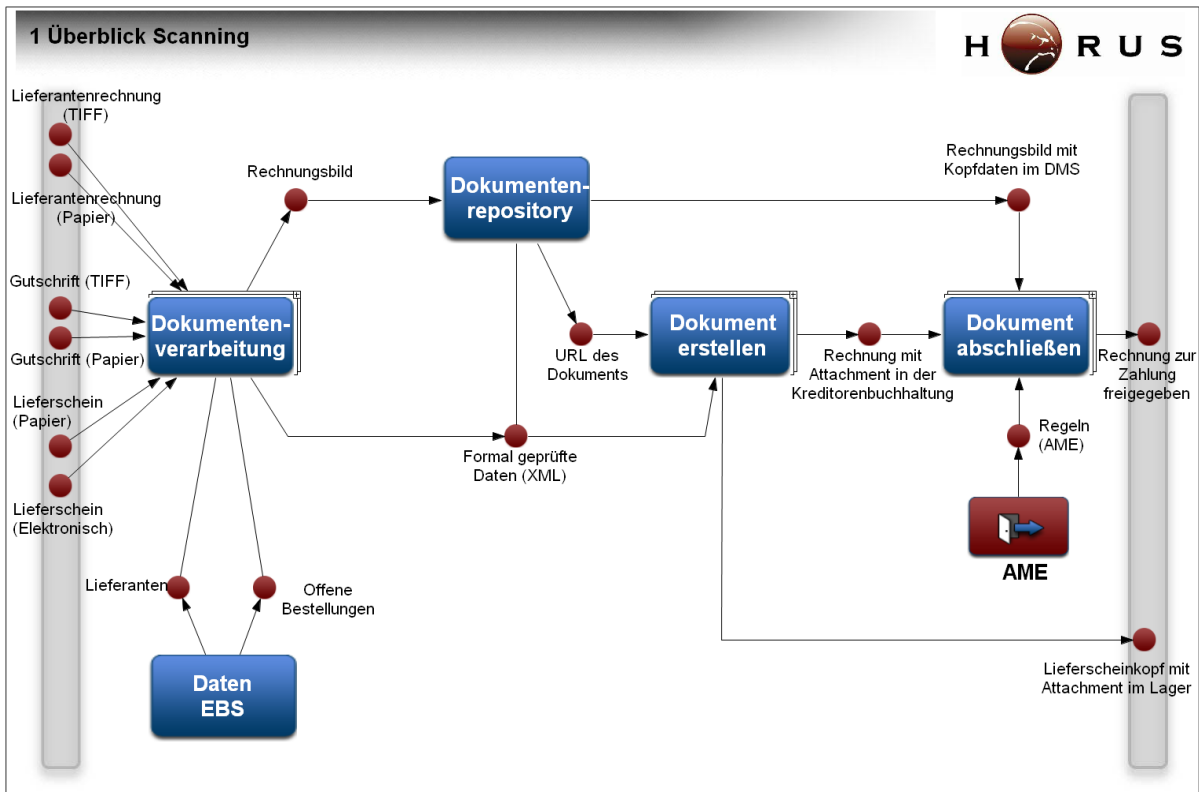 1 Überblick Scanning
H RUS
Lieferantenrechnung
(TIFF)
Lieferantenrechnung
(Papier)
Gutschrift (TIFF)
Gutschrift (Papier)
Lieferschein
(Papier)
Lieferschein
(Elektronisch)
Dokumenten-
verarbeitung
Rechnungsbild
Dokumenten-
repository
Rechnungsbild mit
Kopfdaten im DMS
URL des
Dokuments
Dokument
erstellen
Rechnung mit
Attachment in der
Kreditorenbuchhaltung
Dokument
abschließen
Rechnung zur
Zahlung
freigegeben
Formal geprüfte
Daten (XML)
Regeln
(AME)
AME
Lieferanten
Offene
Bestellungen
Daten
EBS
Lieferscheinkopf mit
Attachment im Lager